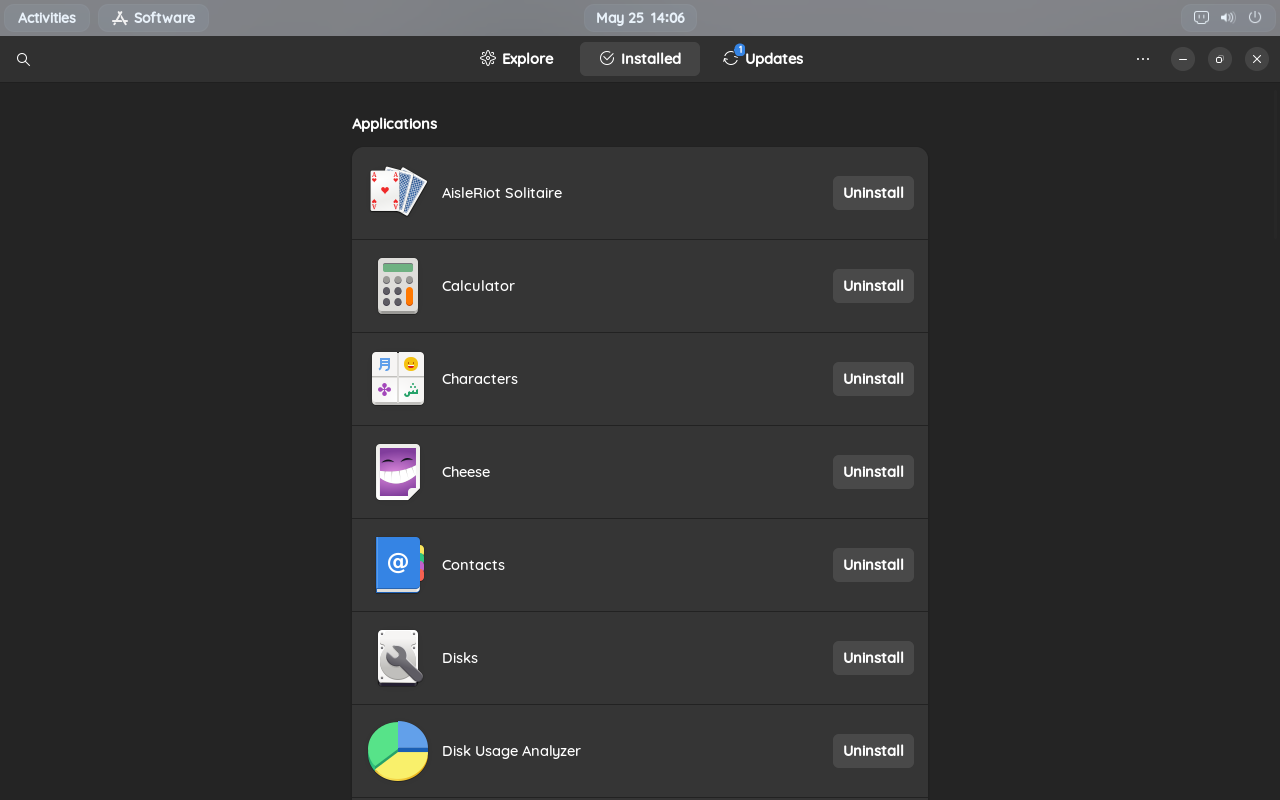 Activities
Software
May 25 14:06
Explore
Installed
1
Updates
Applications
AisleRiot Solitaire
Uninstall
Calculator
Uninstall
Characters
Uninstall
Cheese
Uninstall
Contacts
Uninstall
Disks
Uninstall
Disk Usage Analyzer
Uninstall